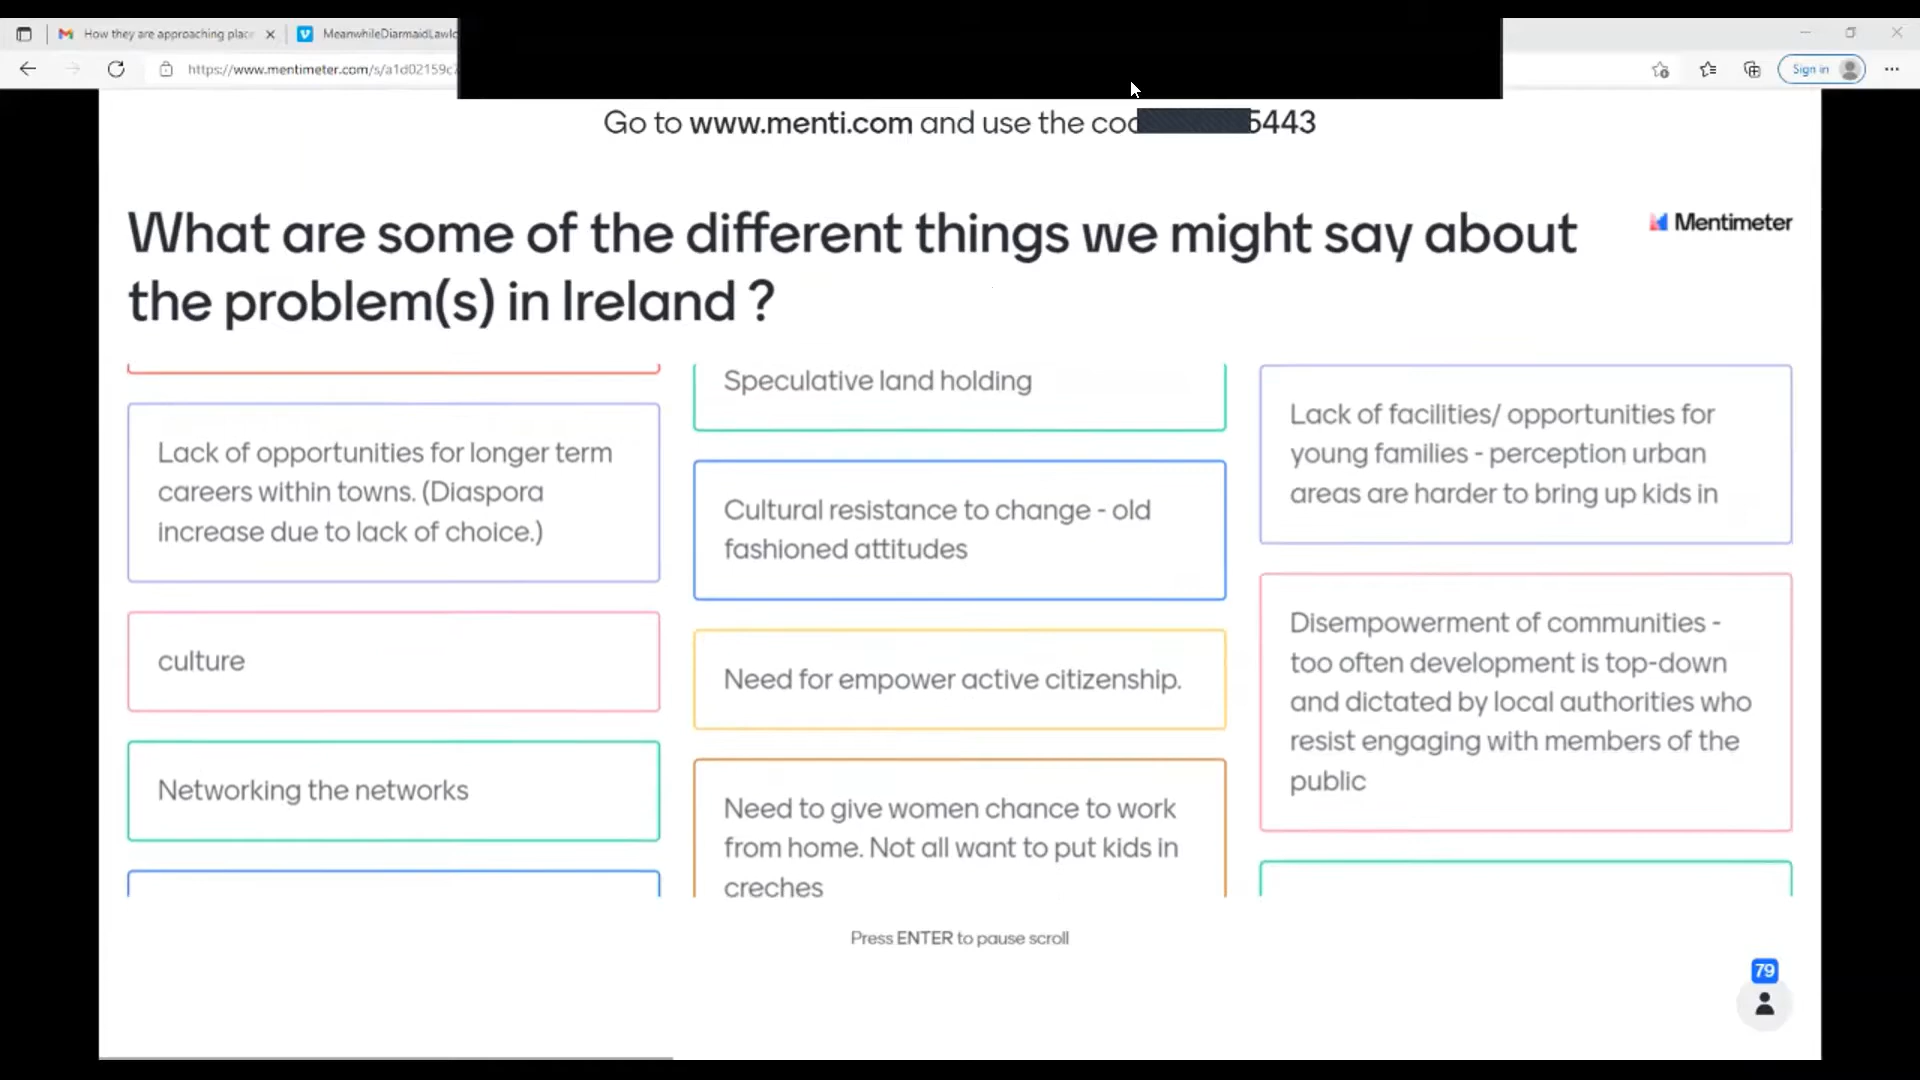 How they are approaching place
MeanwhileDiarmaidLawlo
https://www.mentimeter.com/s/a1d02159c7
Sign in
Go to www.menti.com and use the 5443
What are some of the different things we might say about
the problem(s) in Ireland ?
Mentimeter
Lack of opportunities for longer term
careers within towns. (Diaspora
increase due to lack of choice.)
culture
Networking the networks
Speculative land holding
Cultural resistance to change - old
fashioned attitudes
Need for empower active citizenship.
Need to give women chance to work
from home. Not all want to put kids in
creches
Lack of facilities/ opportunities for
young families - perception urban
areas are harder to bring up kids in
Disempowerment of communities -
too often development is top-down
and dictated by local authorities who
resist engaging with members of the
public
Press ENTER to pause scroll
79